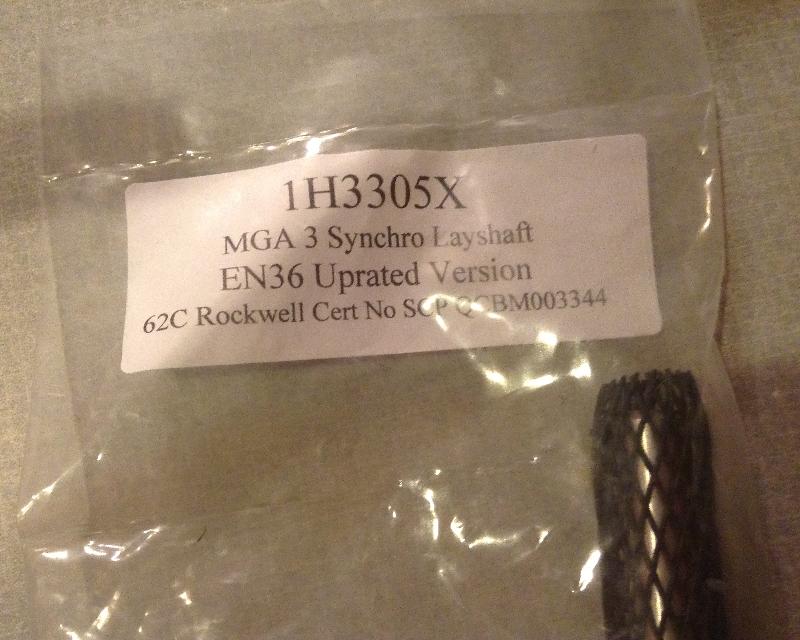 1H3305X
MGA 3 Synchro Layshaft
EN36 Uprated Version
62C Rockwell Cert No SCP QCBM003344